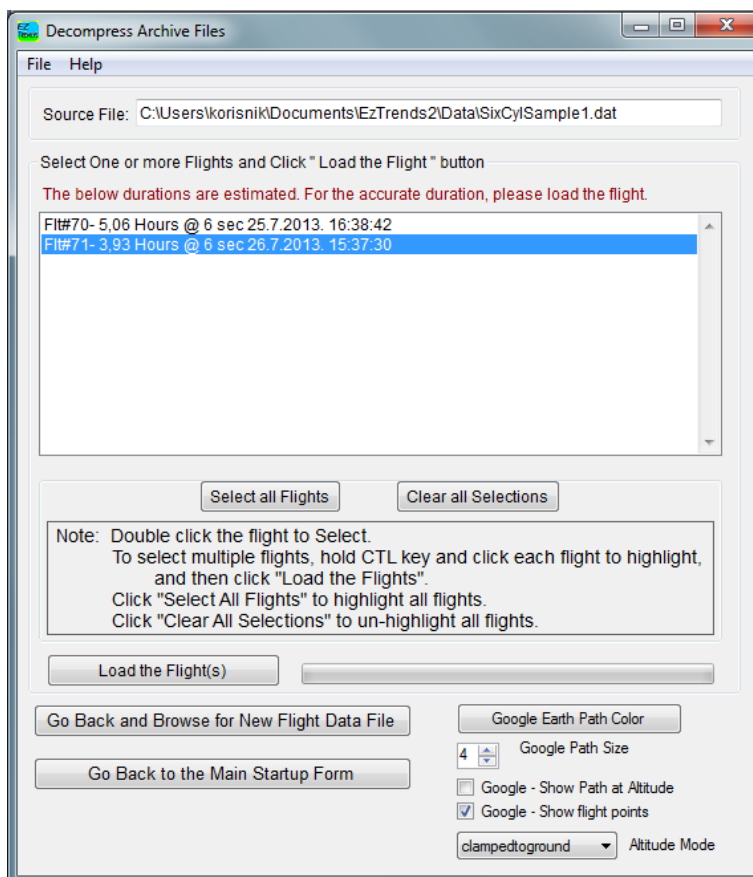 EZ Trends
Decompress Archive Files
File Help
Source File: C:\Users\korisnik\Documents\EzTrends2\Data\SixCylSample1.dat
Select One or more Flights and Click " Load the Flight " button
The below durations are estimated. For the accurate duration, please load the flight.
Flt#70- 5,06 Hours @ 6 sec 25.7.2013. 16:38:42
Flt#71- 3,93 Hours @ 6 sec 26.7.2013. 15:37:30
Select all Flights Clear all Selections
Note: Double click the flight to Select.
To select multiple flights, hold CTL key and click each flight to highlight,
and then click "Load the Flights".
Click "Select All Flights" to highlight all flights.
Click "Clear All Selections" to un-highlight all flights.
Load the Flight(s)
Go Back and Browse for New Flight Data File
Go Back to the Main Startup Form
Google Earth Path Color
4 Google Path Size
Google - Show Path at Altitude
Google - Show flight points
clampedtoground Altitude Mode